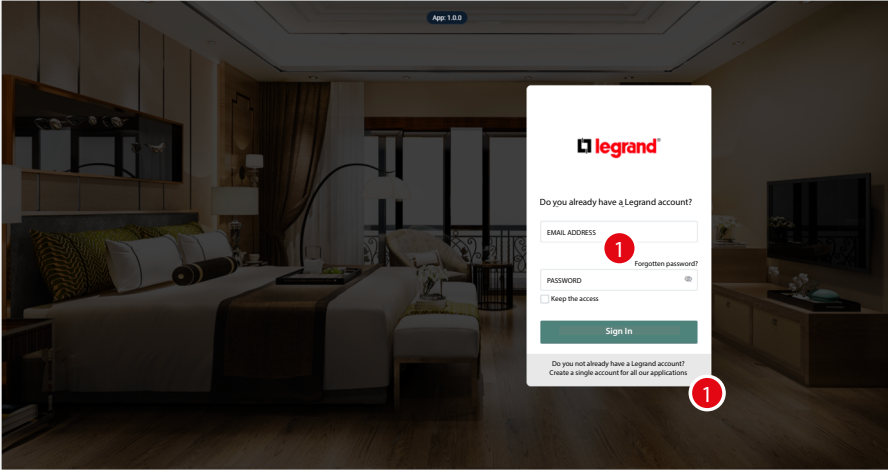 App: 1.0.0
legrand®
Do you already have a Legrand account?
EMAIL ADDRESS
1
Forgotten password?
PASSWORD
Keep the access
Sign In
Do you not already have a Legrand account?
Create a single account for all our applications
1